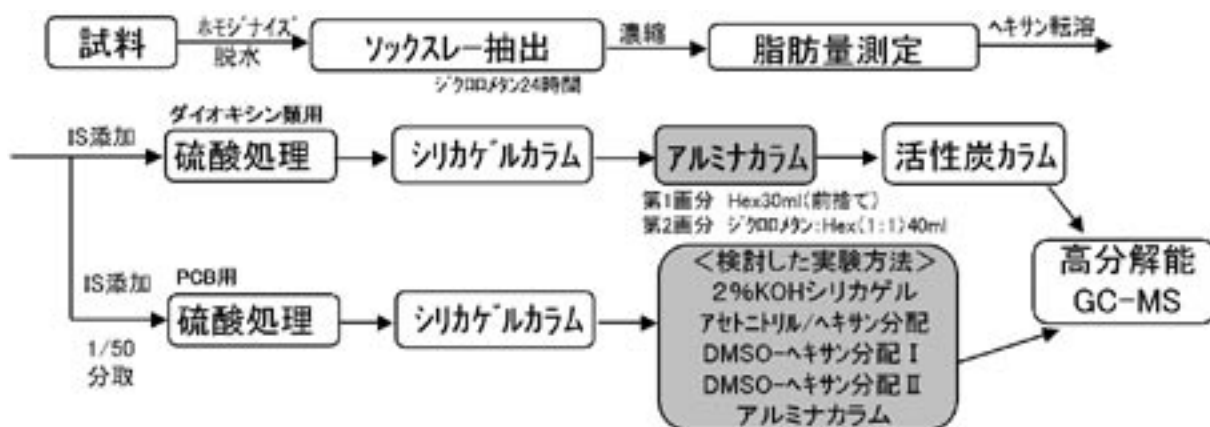 試料
ﾎﾓｼﾞﾅｲｽﾞ
脱水
ソックスレー抽出
ｼﾞｸﾛﾛﾒﾀﾝ24時間
濃縮
脂肪量測定
ﾍｷｻﾝ転溶
IS添加
ダイオキシン類用
硫酸処理
ｼﾘｶｹﾞﾙｶﾗﾑ
アルミナカラム
第1画分 Hex30ml(前捨て)
第2画分 ｼﾞｸﾛﾛﾒﾀﾝ:Hex(1:1)40ml
活性炭ｶﾗﾑ
IS添加
1/50
分取
PCB用
硫酸処理
ｼﾘｶｹﾞﾙｶﾗﾑ
＜検討した実験方法＞
2%KOHシリカゲル
ｱｾﾄﾆﾄﾘﾙ/ﾍｷｻﾝ分配
DMSO-ﾍｷｻﾝ分配Ⅰ
DMSO-ﾍｷｻﾝ分配Ⅱ
アルミナカラム
高分解能
GC-MS